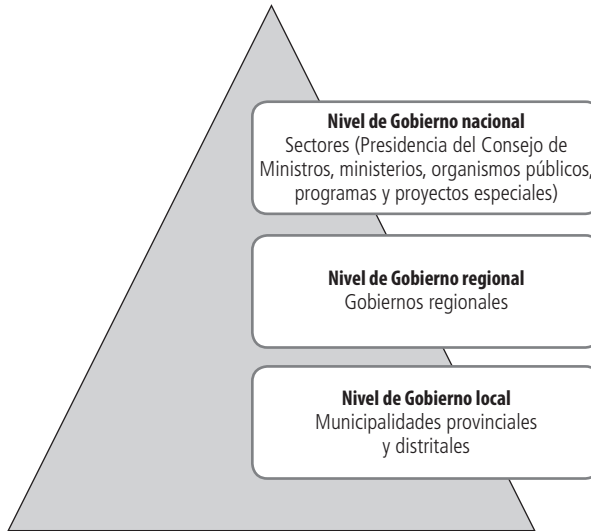 Nivel de Gobierno nacional
Sectores (Presidencia del Consejo de
Ministros, ministerios, organismos públicos,
programas y proyectos especiales)
Nivel de Gobierno regional
Gobiernos regionales
Nivel de Gobierno local
Municipalidades provinciales
y distritales